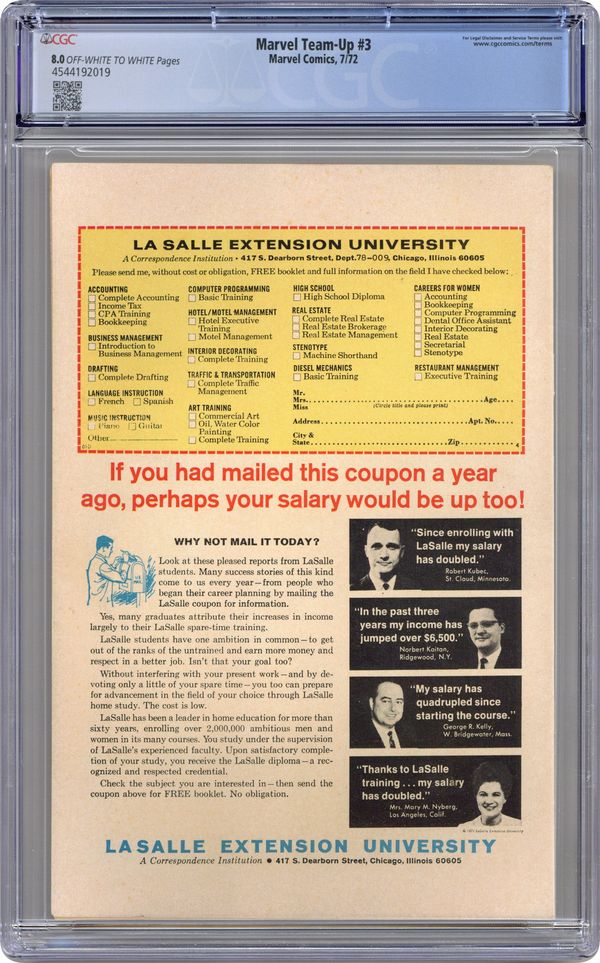 CGC
8.0 OFF-WHITE TO WHITE Pages
4544192019
Marvel Team-Up #3
Marvel Comics, 7/72
For Legal Disclaimer and Service Terms please visit:
www.cgccomics.com/terms
CGC
LA SALLE EXTENSION UNIVERSITY
A Correspondence Institution • 417 S. Dearborn Street, Dept.78-009, Chicago, Illinois 60605
Please send me, without cost or obligation, FREE booklet and full information on the field I have checked below:
ACCOUNTING
Complete Accounting
Income Tax
CPA Training
Bookkeeping
BUSINESS MANAGEMENT
Introduction to
Business Management
DRAFTING
Complete Drafting
LANGUAGE INSTRUCTION
French Spanish
MUSIC INSTRUCTION
Piano Guitar
Other
COMPUTER PROGRAMMING
Basic Training
HOTEL/MOTEL MANAGEMENT
Hotel Executive
Training
Motel Management
INTERIOR DECORATING
Complete Training
TRAFFIC & TRANSPORTATION
Complete Traffic
Management
ART TRAINING
Commercial Art
Oil, Water Color
Painting
Complete Training
HIGH SCHOOL
High School Diploma
REAL ESTATE
Complete Real Estate
Real Estate Brokerage
Real Estate Management
STENOTYPE
Machine Shorthand
DIESEL MECHANICS
Basic Training
CAREERS FOR WOMEN
Accounting
Bookkeeping
Computer Programming
Dental Office Assistant
Interior Decorating
Real Estate
Secretarial
Stenotype
RESTAURANT MANAGEMENT
Executive Training
Mr.
Mrs. Age
Miss (Circle title and please print)
Address Apt. No.
City &
State Zip 4
If you had mailed this coupon a year
ago, perhaps your salary would be up too!
WHY NOT MAIL IT TODAY?
Look at these pleased reports from LaSalle
students. Many success stories of this kind
come to us every year—from people who
began their career planning by mailing the
LaSalle coupon for information.
Yes, many graduates attribute their increases in income
largely to their LaSalle spare-time training.
LaSalle students have one ambition in common—to get
out of the ranks of the untrained and earn more money and
respect in a better job. Isn't that your goal too?
Without interfering with your present work—and by de-
voting only a little of your spare time—you too can prepare
for advancement in the field of your choice through LaSalle
home study. The cost is low.
LaSalle has been a leader in home education for more than
sixty years, enrolling over 2,000,000 ambitious men and
women in its many courses. You study under the supervision
of LaSalle's experienced faculty. Upon satisfactory comple-
tion of your study, you receive the LaSalle diploma—a rec-
ognized and respected credential.
Check the subject you are interested in—then send the
coupon above for FREE booklet. No obligation.
"Since enrolling with
LaSalle my salary
has doubled."
Robert Kubec,
St. Cloud, Minnesota.
"In the past three
years my income has
jumped over $6,500."
Norbert Koitan,
Ridgewood, N.Y.
"My salary has
quadrupled since
starting the course."
George R. Kelly,
W. Bridgewater, Mass.
"Thanks to LaSalle
training . . . my salary
has doubled."
Mrs. Mary M. Nyberg,
Los Angeles, Calif.
© 1971 LaSalle Extension University
LASALLE EXTENSION UNIVERSITY
A Correspondence Institution • 417 S. Dearborn Street, Chicago, Illinois 60605